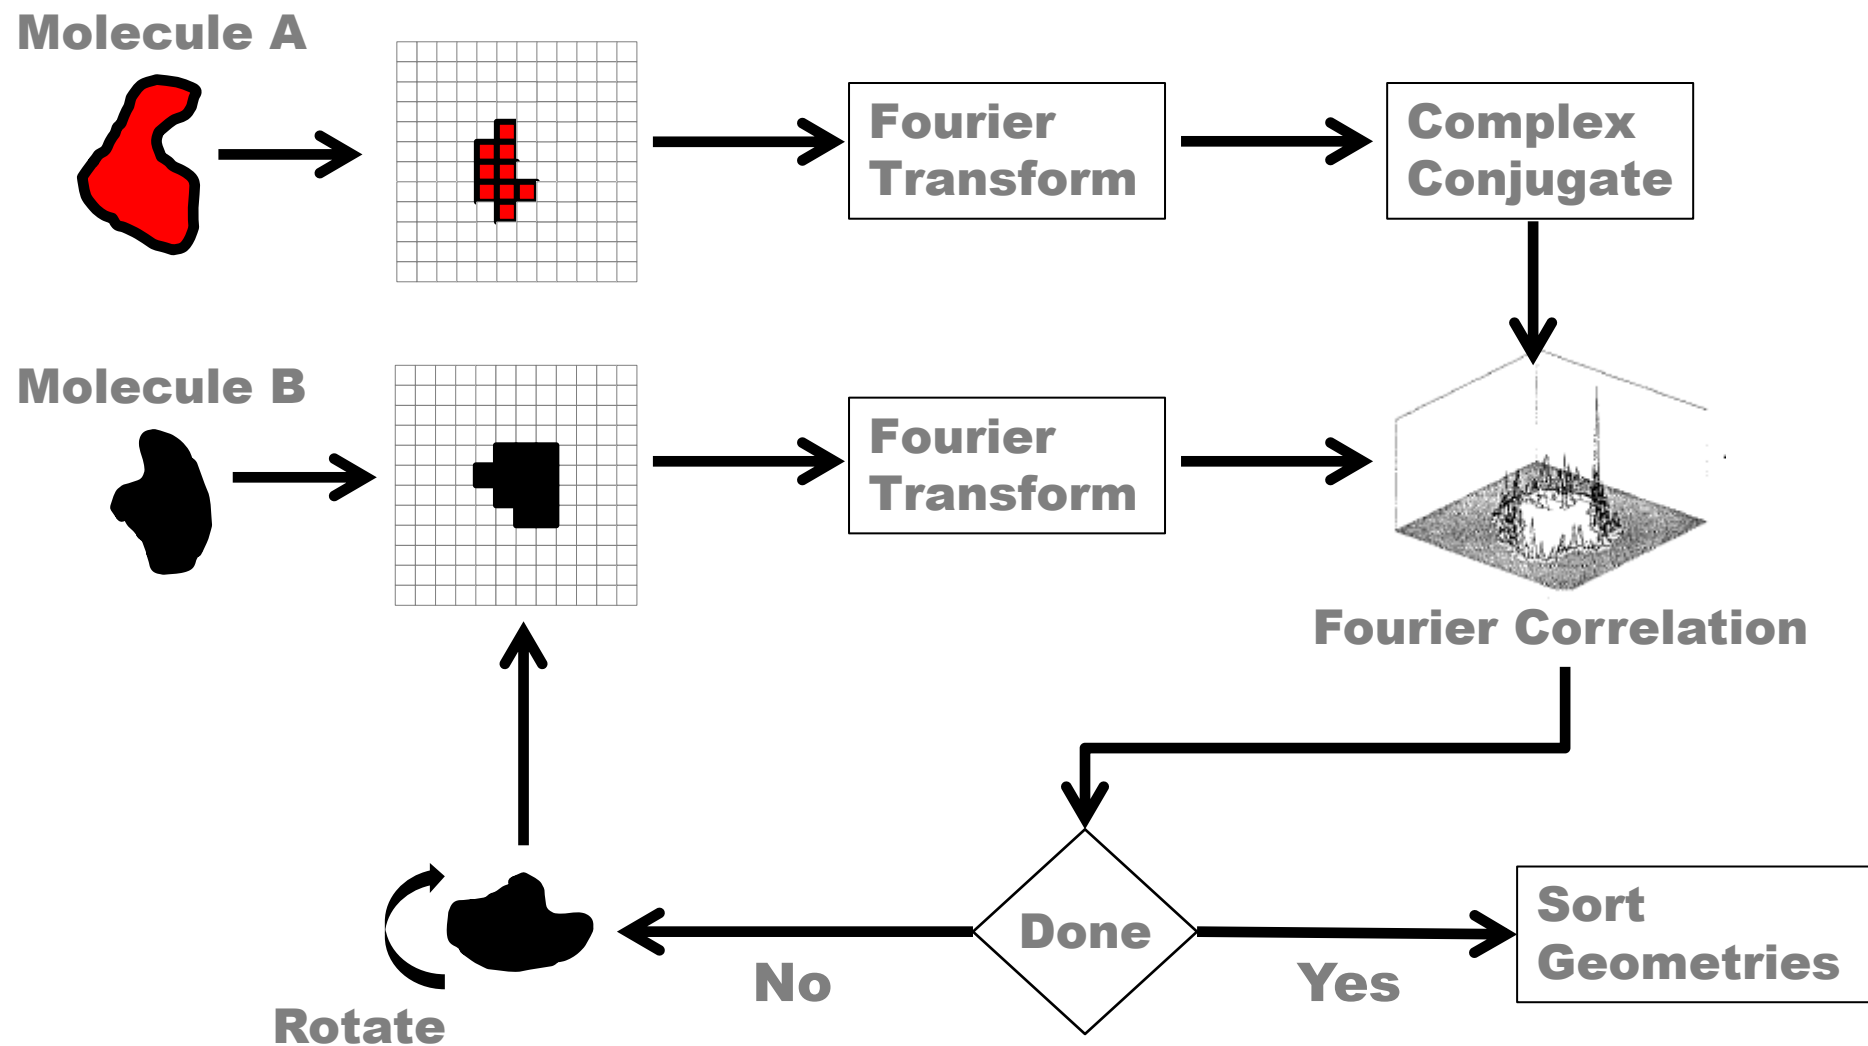 Molecule A
Fourier
Transform
Complex
Conjugate
Molecule B
Fourier
Transform
Fourier Correlation
Done
Sort
Geometries
No
Yes
Rotate